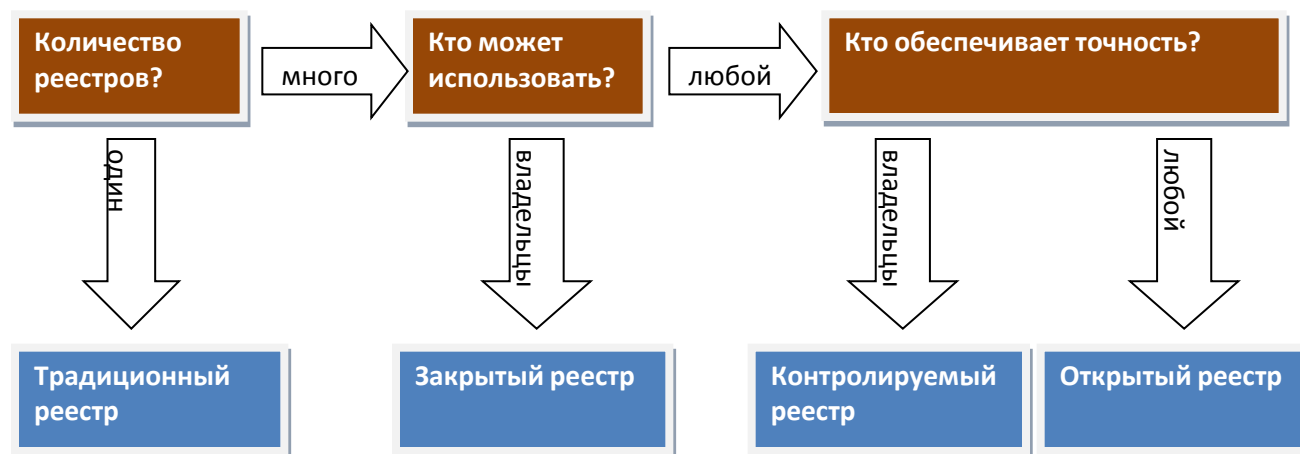 Количество
реестров?
много
Кто может
использовать?
любой
Кто обеспечивает точность?
один
владельцы
владельцы
любой
Традиционный
реестр
Закрытый реестр
Контролируемый
реестр
Открытый реестр